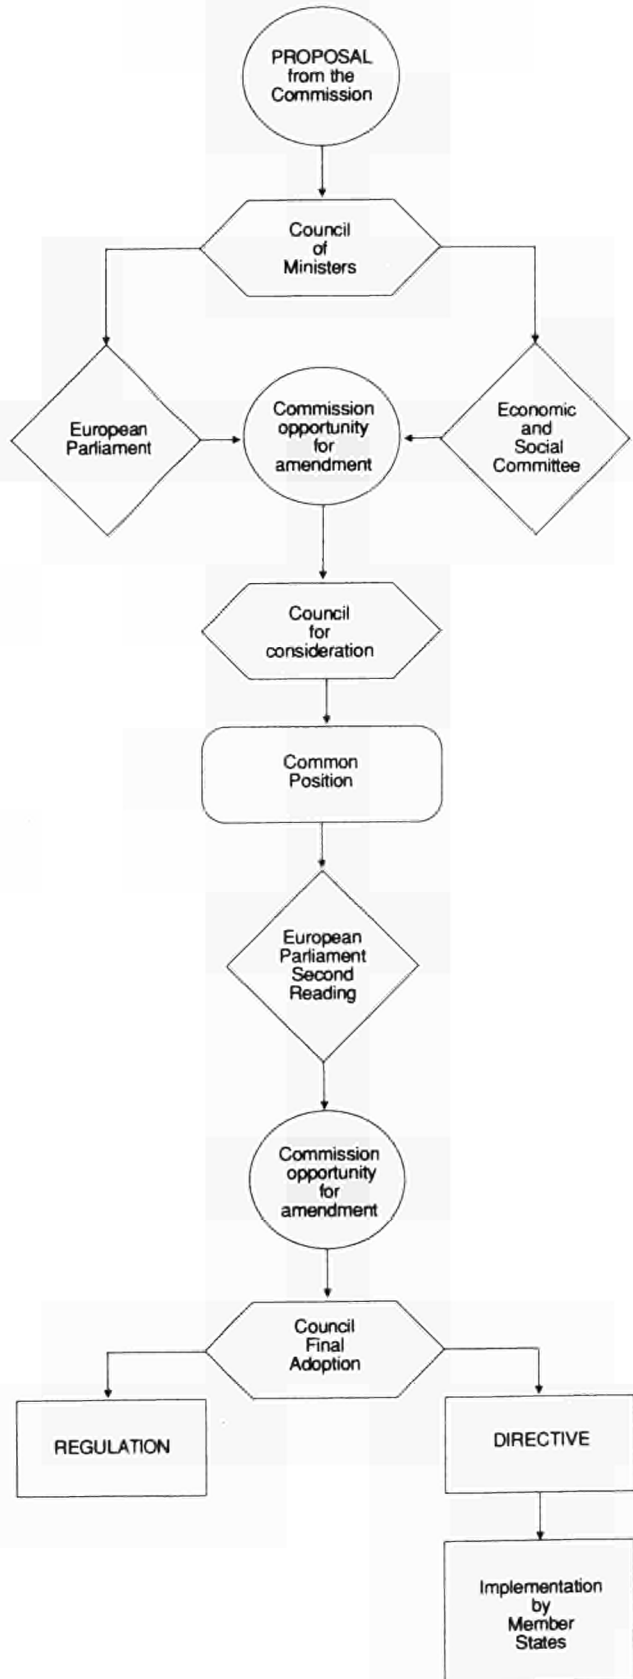 PROPOSAL
from the
Commission
Council
of
Ministers
European
Parliament
Commission
opportunity
for
amendment
Economic
and
Social
Committee
Council
for
consideration
Common
Position
European
Parliament
Second
Reading
Commission
opportunity
for
amendment
Council
Final
Adoption
REGULATION
DIRECTIVE
Implementation
by
Member
States